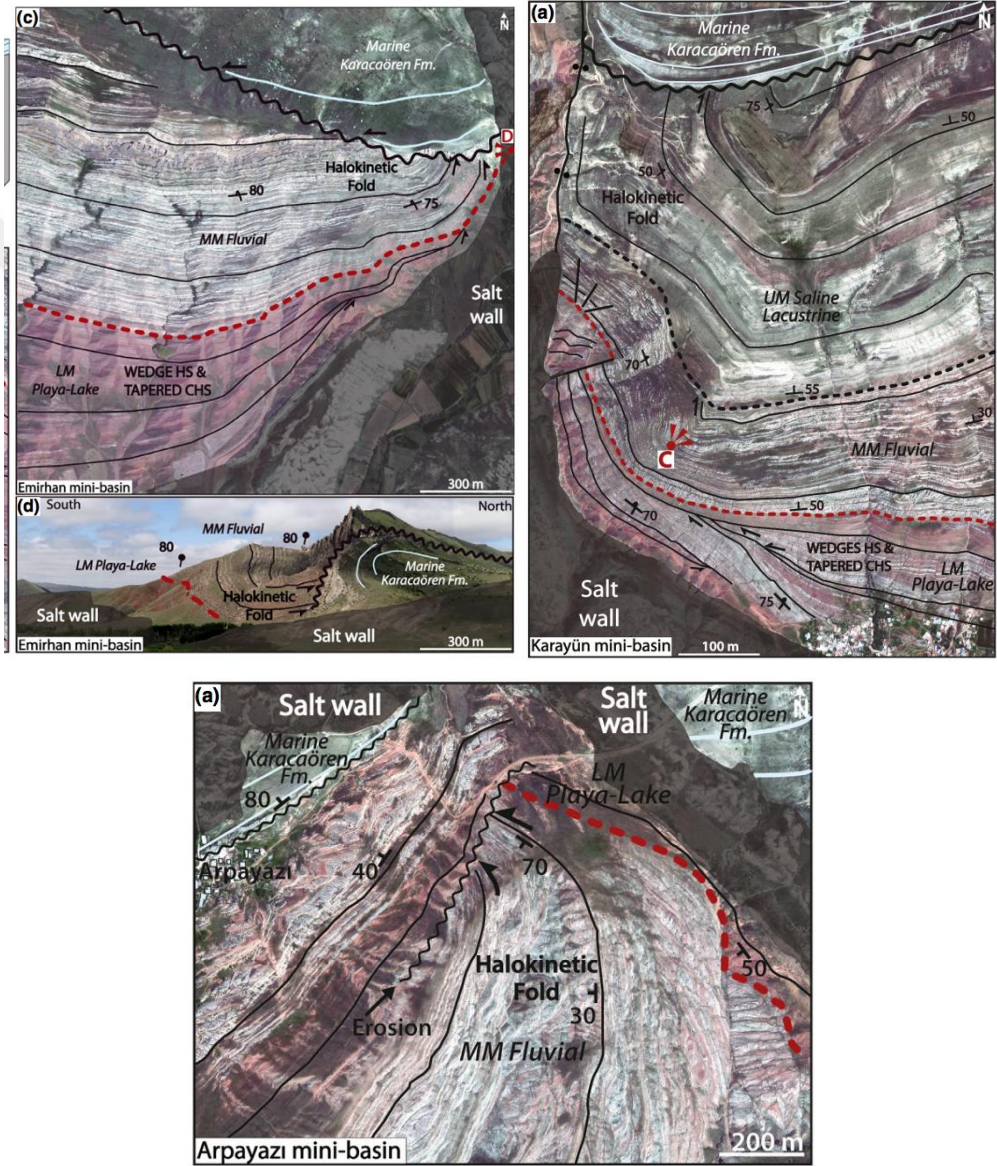 (c)
N
Marine
Karacaören Fm.
D
Halokinetic
Fold
80
75
MM Fluvial
Salt
wall
LM
Playa-Lake
WEDGE HS &
TAPERED CHS
Emirhan mini-basin
300 m
(d)
South
North
MM Fluvial
80
80
LM Playa-Lake
Marine
Karacaören Fm.
Halokinetic
Fold
Salt wall
Salt wall
Emirhan mini-basin
300 m
(a)
N
Marine
Karacaören Fm.
75
50
50
Halokinetic
Fold
UM Saline
Lacustrine
70
55
30
MM Fluvial
C
50
70
WEDGES HS &
TAPERED CHS
LM
Playa-Lake
75
Salt
wall
Karayün mini-basin
100 m
(a)
N
Salt wall
Salt
wall
Marine
Karacaören
Fm.
Marine
Karacaören
Fm.
LM
Playa-Lake
80
Arpayazı
40
70
50
Halokinetic
Fold
30
Erosion
MM Fluvial
Arpayazı mini-basin
200 m